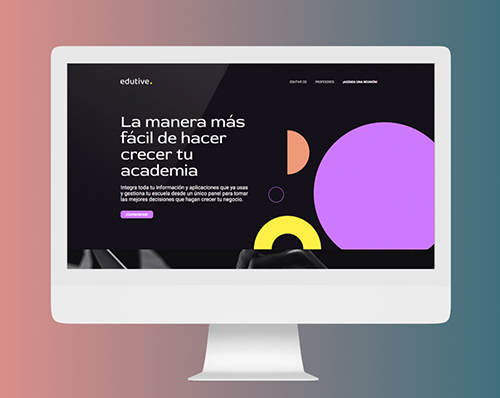 edutive.
EDUTIVE OS
PROFESORES
¡AGENDA UNA REUNIÓN!
La manera más
fácil de hacer
crecer tu
academia
Integra toda tu información y aplicaciones que ya usas
y gestiona tu escuela desde un único panel para tomar
las mejores decisiones que hagan crecer tu negocio.